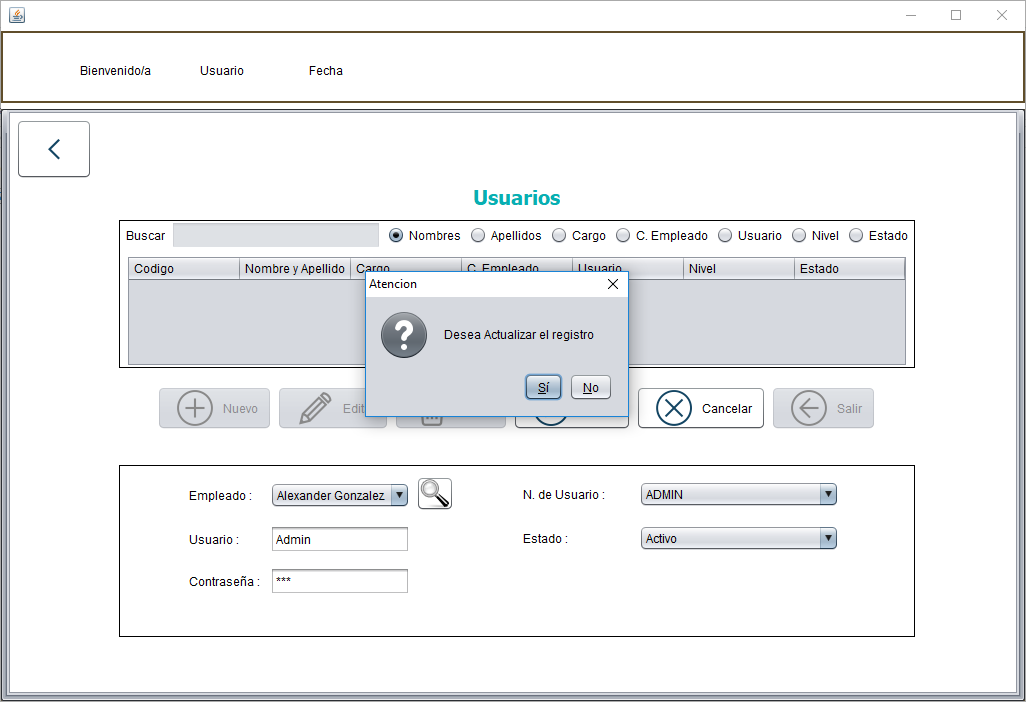 Bienvenido/a Usuario Fecha
Usuarios
Buscar Nombres Apellidos Cargo C. Empleado Usuario Nivel Estado
Codigo Nombre y Apellido Cargo C. Empleado Usuario Nivel Estado
Atencion
Desea Actualizar el registro
Sí No
Nuevo Edit Cancelar Salir
Empleado : Alexander Gonzalez N. de Usuario : ADMIN
Usuario : Admin Estado : Activo
Contraseña : ***